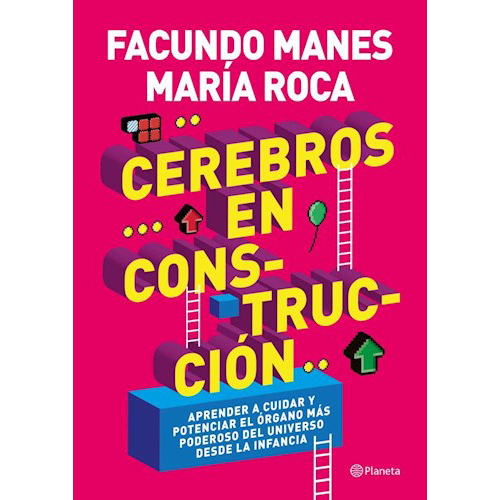 FACUNDO MANES
MARÍA ROCA
CEREBROS
EN
CONS-
TRUC-
CIÓN
APRENDER A CUIDAR Y
POTENCIAR EL ÓRGANO MÁS
PODEROSO DEL UNIVERSO
DESDE LA INFANCIA
Planeta